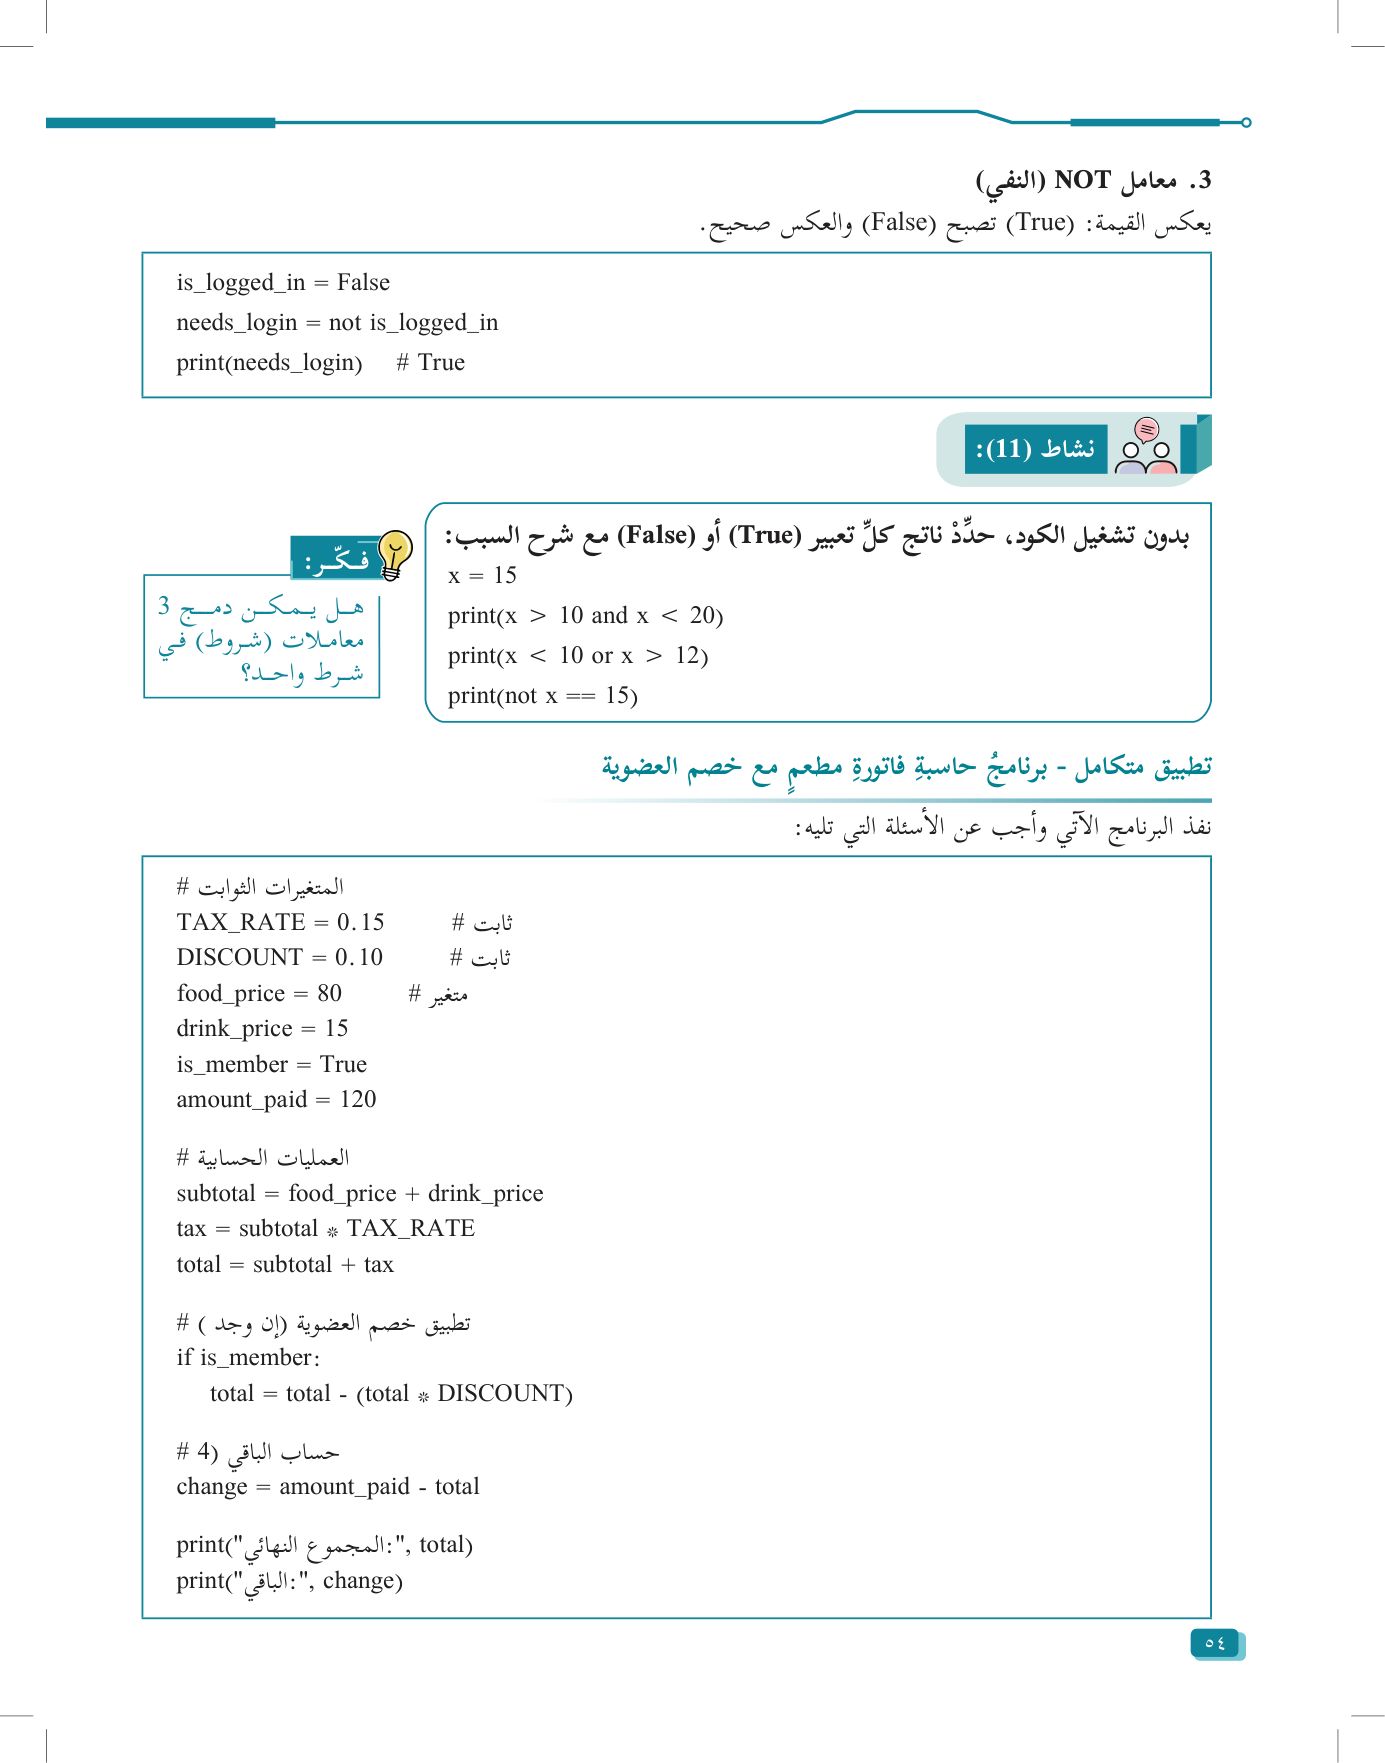 3. معامل NOT (النفي)
يعكس القيمة: (True) تصبح (False) والعكس صحيح.
is_logged_in = False
needs_login = not is_logged_in
print(needs_login) # True
نشاط (11):
بدون تشغيل الكود، حدِّدْ ناتج كلِّ تعبير (True) أو (False) مع شرح السبب:
x = 15
print(x > 10 and x < 20)
print(x < 10 or x > 12)
print(not x == 15)
فـكّـر:
هـل يـمـكـن دمـج 3
معاملات (شروط) في
شرط واحد؟
تطبيق متكامل - برنامجُ حاسبةِ فاتورةِ مطعمٍ مع خصم العضوية
نفذ البرنامج الآتي وأجب عن الأسئلة التي تليه:
# المتغيرات الثوابت
TAX_RATE = 0.15 # ثابت
DISCOUNT = 0.10 # ثابت
food_price = 80 # متغير
drink_price = 15
is_member = True
amount_paid = 120
# العمليات الحسابية
subtotal = food_price + drink_price
tax = subtotal * TAX_RATE
total = subtotal + tax
# تطبيق خصم العضوية (إن وجد )
if is_member:
total = total - (total * DISCOUNT)
# 4) حساب الباقي
change = amount_paid - total
print("المجموع النهائي:", total)
print("الباقي:", change)
٥٤